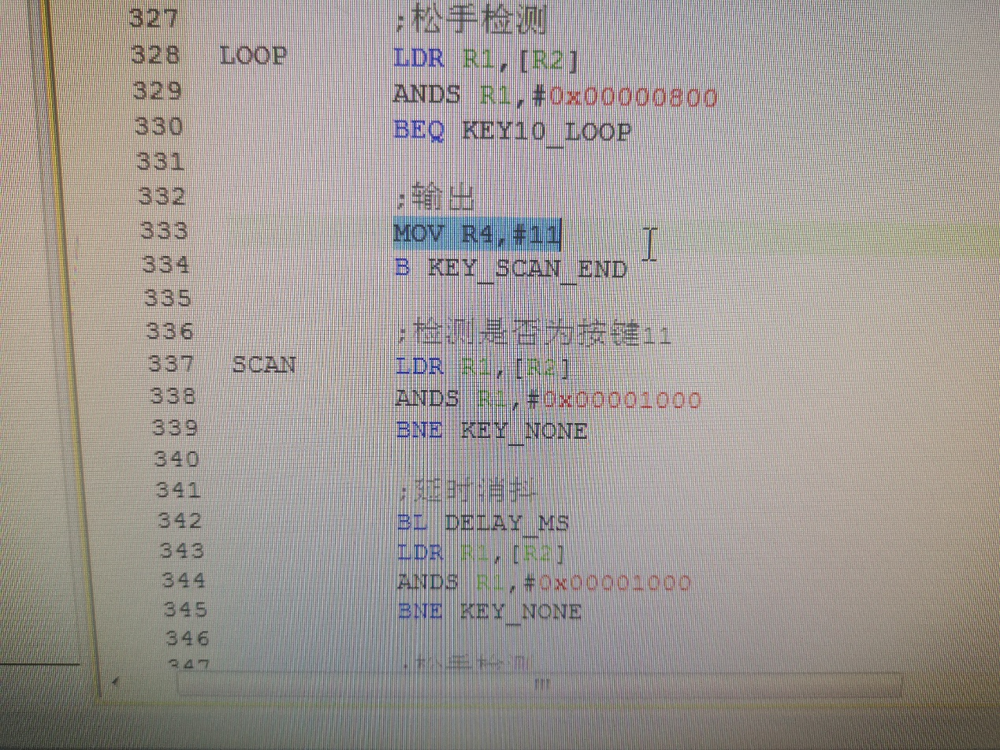 327 ;松手检测
328 LOOP LDR R1,[R2]
329 ANDS R1,#0x00000800
330 BEQ KEY10_LOOP
331
332 ;输出
333 MOV R4,#11
334 B KEY_SCAN_END
335
336 ;检测是否为按键11
337 SCAN LDR R1,[R2]
338 ANDS R1,#0x00001000
339 BNE KEY_NONE
340
341 ;延时消抖
342 BL DELAY_MS
343 LDR R1,[R2]
344 ANDS R1,#0x00001000
345 BNE KEY_NONE
346
347 ;松手检测